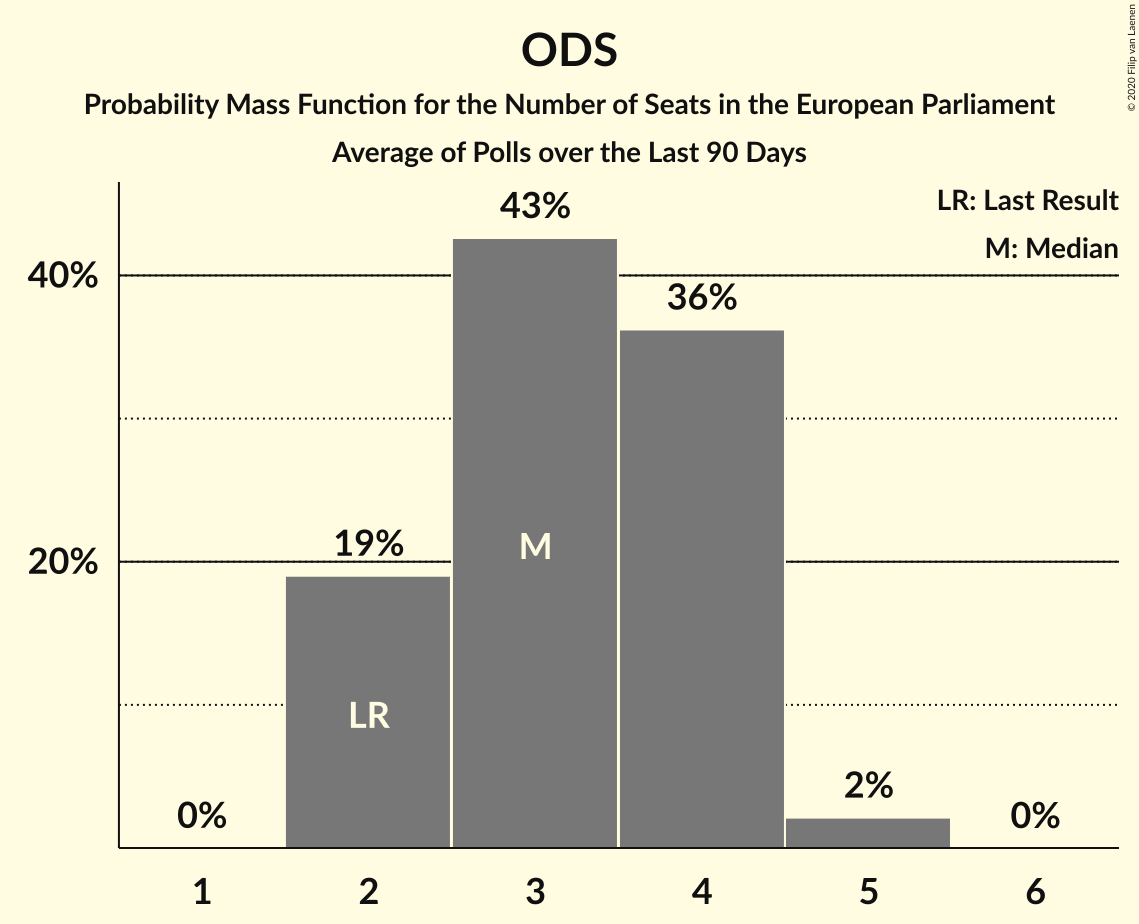 ODS
Probability Mass Function for the Number of Seats in the European Parliament
Average of Polls over the Last 90 Days
© 2020 Filip van Laenen
LR: Last Result
M: Median
40%
20%
0%
19%
43%
36%
2%
0%
LR
M
1
2
3
4
5
6